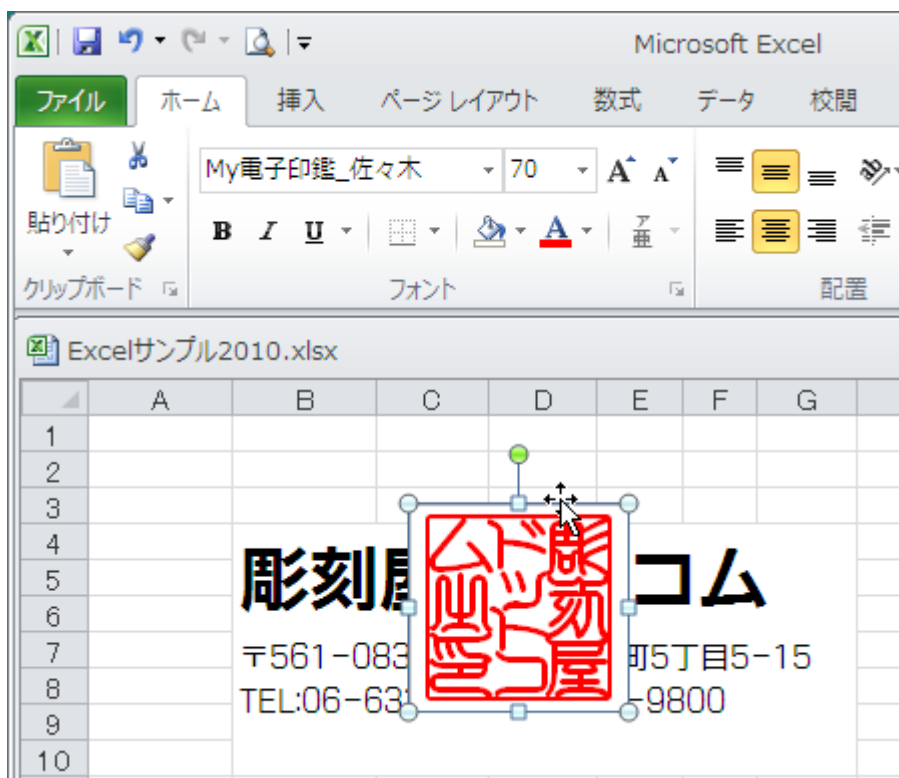 Microsoft Excel
ファイル ホーム 挿入 ページ レイアウト 数式 データ 校閲
My電子印鑑_佐々木 70 A A
貼り付け
B I U A ア亜
クリップボード フォント 配置
Excelサンプル2010.xlsx
A B C D E F G
1
2
3
4
5
6
7
8
9
10
彫刻屋 コム
〒561-083 町5丁目5-15
TEL:06-63 -9800
彫刻屋
ドットコ
ム之印